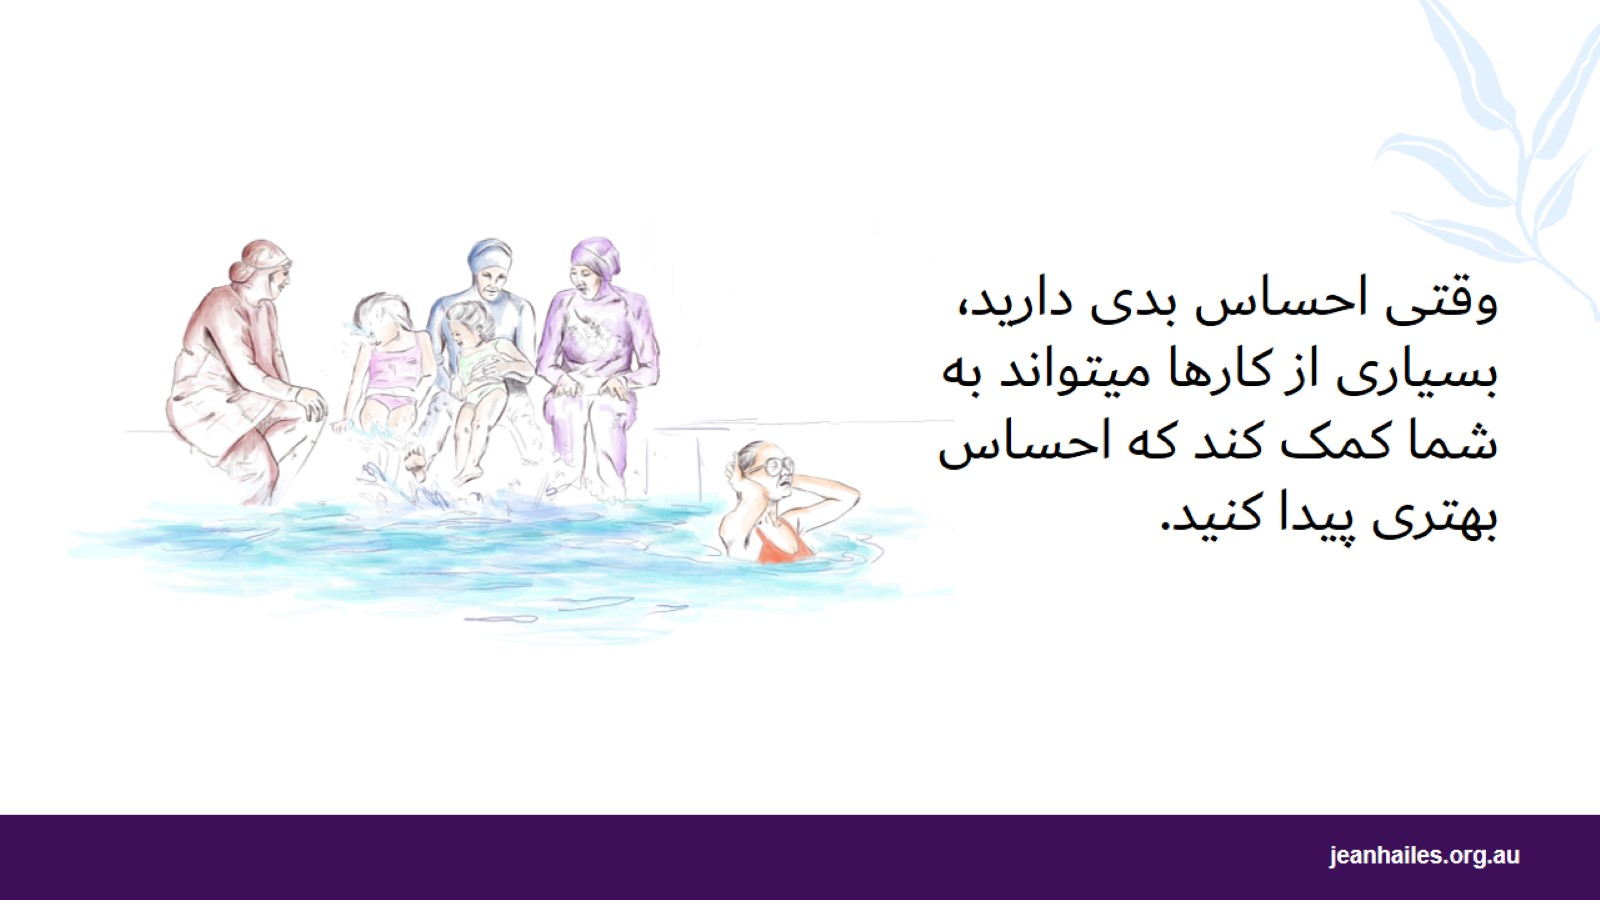 وقتی احساس بدی دارید،
بسیاری از کارها میتواند به
شما کمک کند که احساس
بهتری پیدا کنید.
jeanhailes.org.au